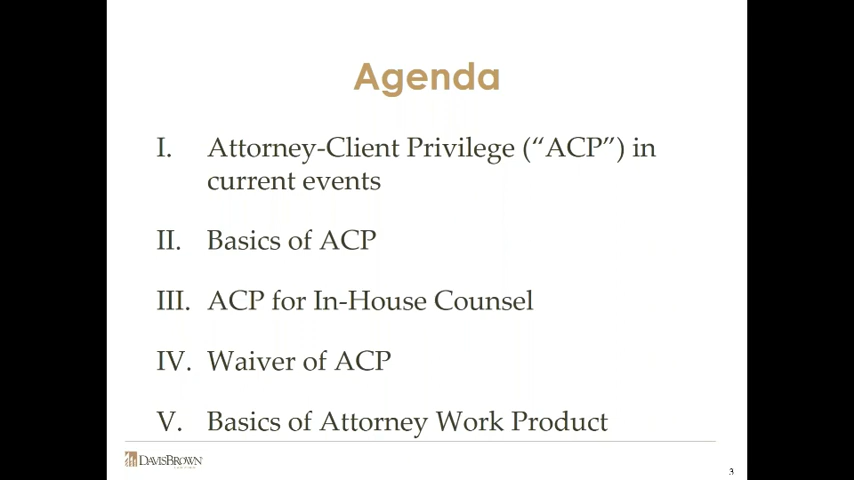 Agenda
I. Attorney-Client Privilege (“ACP”) in
current events
II. Basics of ACP
III. ACP for In-House Counsel
IV. Waiver of ACP
V. Basics of Attorney Work Product
DAVISBROWN
3